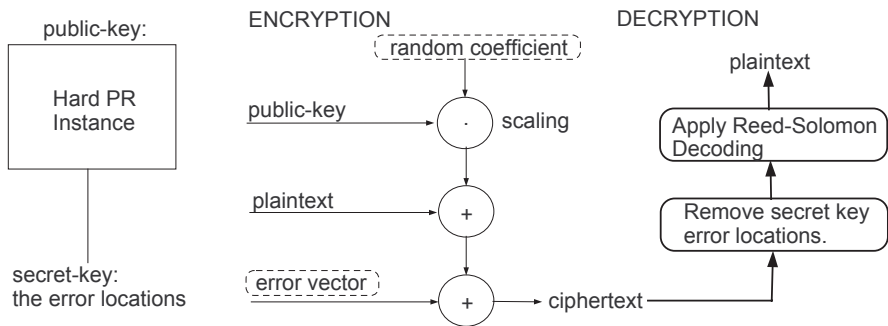 public-key:
Hard PR
Instance
secret-key:
the error locations
ENCRYPTION
random coefficient
public-key
·
scaling
plaintext
+
error vector
+
ciphertext
DECRYPTION
plaintext
Apply Reed-Solomon
Decoding
Remove secret key
error locations.